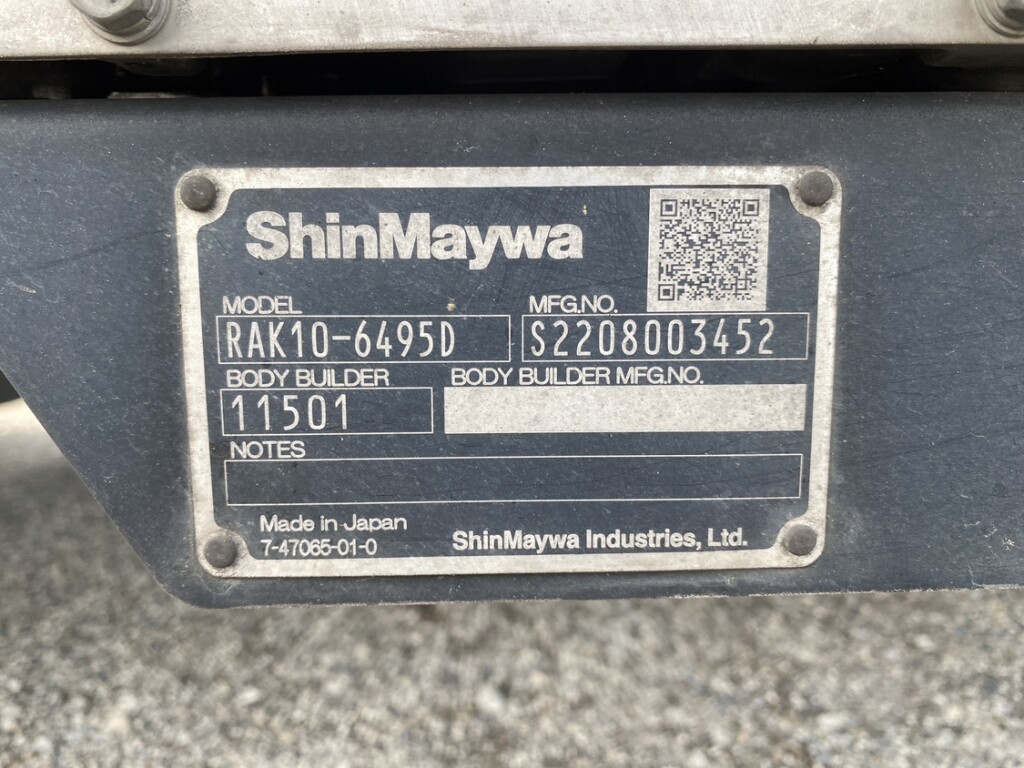 ShinMaywa
MODEL MFG.NO.
RAK10-6495D S2208003452
BODY BUILDER BODY BUILDER MFG.NO.
11501
NOTES
Made in Japan
7-47065-01-0 ShinMaywa Industries, Ltd.